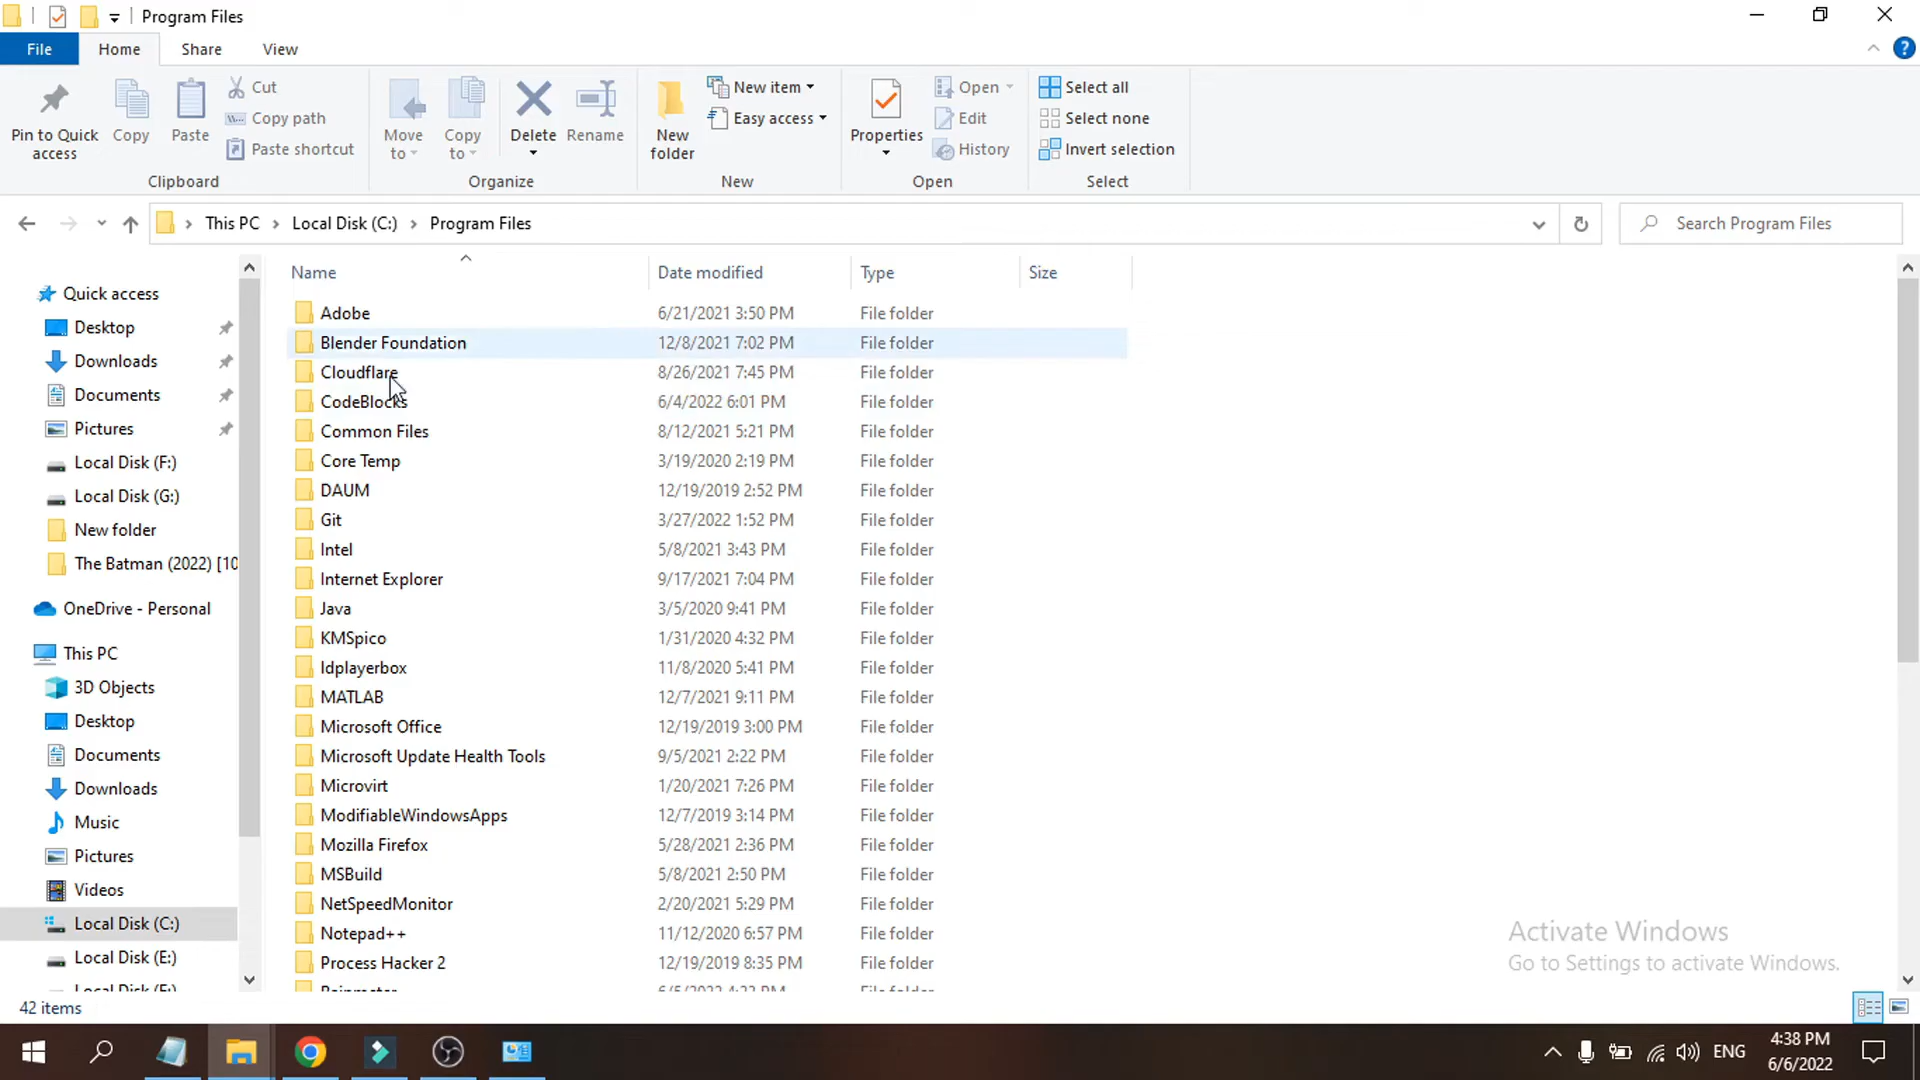 Program Files
File Home Share View
Pin to Quick access
Copy
Paste
Cut
Copy path
Paste shortcut
Clipboard
Move to
Copy to
Delete
Rename
Organize
New folder
New item
Easy access
New
Properties
Open
Edit
History
Open
Select all
Select none
Invert selection
Select
This PC > Local Disk (C:) > Program Files
Search Program Files
Quick access
Desktop
Downloads
Documents
Pictures
Local Disk (F:)
Local Disk (G:)
New folder
The Batman (2022) [10
OneDrive - Personal
This PC
3D Objects
Desktop
Documents
Downloads
Music
Pictures
Videos
Local Disk (C:)
Local Disk (E:)
Name Date modified Type Size
Adobe 6/21/2021 3:50 PM File folder
Blender Foundation 12/8/2021 7:02 PM File folder
Cloudflare 8/26/2021 7:45 PM File folder
CodeBlocks 6/4/2022 6:01 PM File folder
Common Files 8/12/2021 5:21 PM File folder
Core Temp 3/19/2020 2:19 PM File folder
DAUM 12/19/2019 2:52 PM File folder
Git 3/27/2022 1:52 PM File folder
Intel 5/8/2021 3:43 PM File folder
Internet Explorer 9/17/2021 7:04 PM File folder
Java 3/5/2020 9:41 PM File folder
KMSpico 1/31/2020 4:32 PM File folder
ldplayerbox 11/8/2020 5:41 PM File folder
MATLAB 12/7/2021 9:11 PM File folder
Microsoft Office 12/19/2019 3:00 PM File folder
Microsoft Update Health Tools 9/5/2021 2:22 PM File folder
Microvirt 1/20/2021 7:26 PM File folder
ModifiableWindowsApps 12/7/2019 3:14 PM File folder
Mozilla Firefox 5/28/2021 2:36 PM File folder
MSBuild 5/8/2021 2:50 PM File folder
NetSpeedMonitor 2/20/2021 5:29 PM File folder
Notepad++ 11/12/2020 6:57 PM File folder
Process Hacker 2 12/19/2019 8:35 PM File folder
Activate Windows
Go to Settings to activate Windows.
42 items
ENG
4:38 PM
6/6/2022